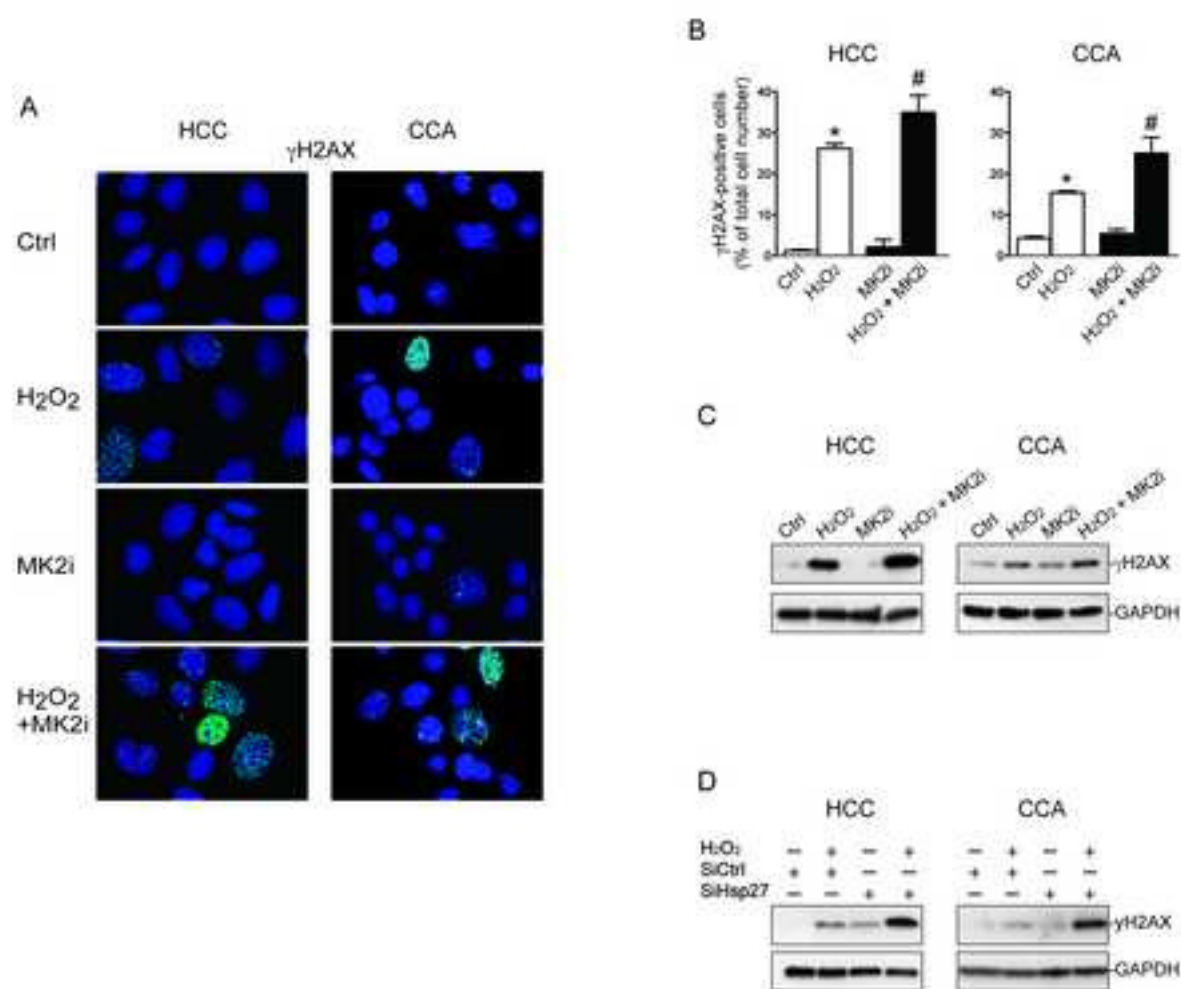 A
HCC
CCA
γH2AX
Ctrl
H2O2
MK2i
H2O2
+MK2i
B
HCC
CCA
γH2AX-positive cells
(% of total cell number)
40
30
20
10
0
*
#
Ctrl
H2O2
MK2i
H2O2 + MK2i
40
30
20
10
0
*
#
Ctrl
H2O2
MK2i
H2O2 + MK2i
C
HCC
CCA
Ctrl H2O2 MK2i H2O2 + MK2i
Ctrl H2O2 MK2i H2O2 + MK2i
γH2AX
GAPDH
D
HCC
CCA
H2O2 – + – + – + – +
SiCtrl + + – – + + – –
SiHsp27 – – + + – – + +
γH2AX
GAPDH